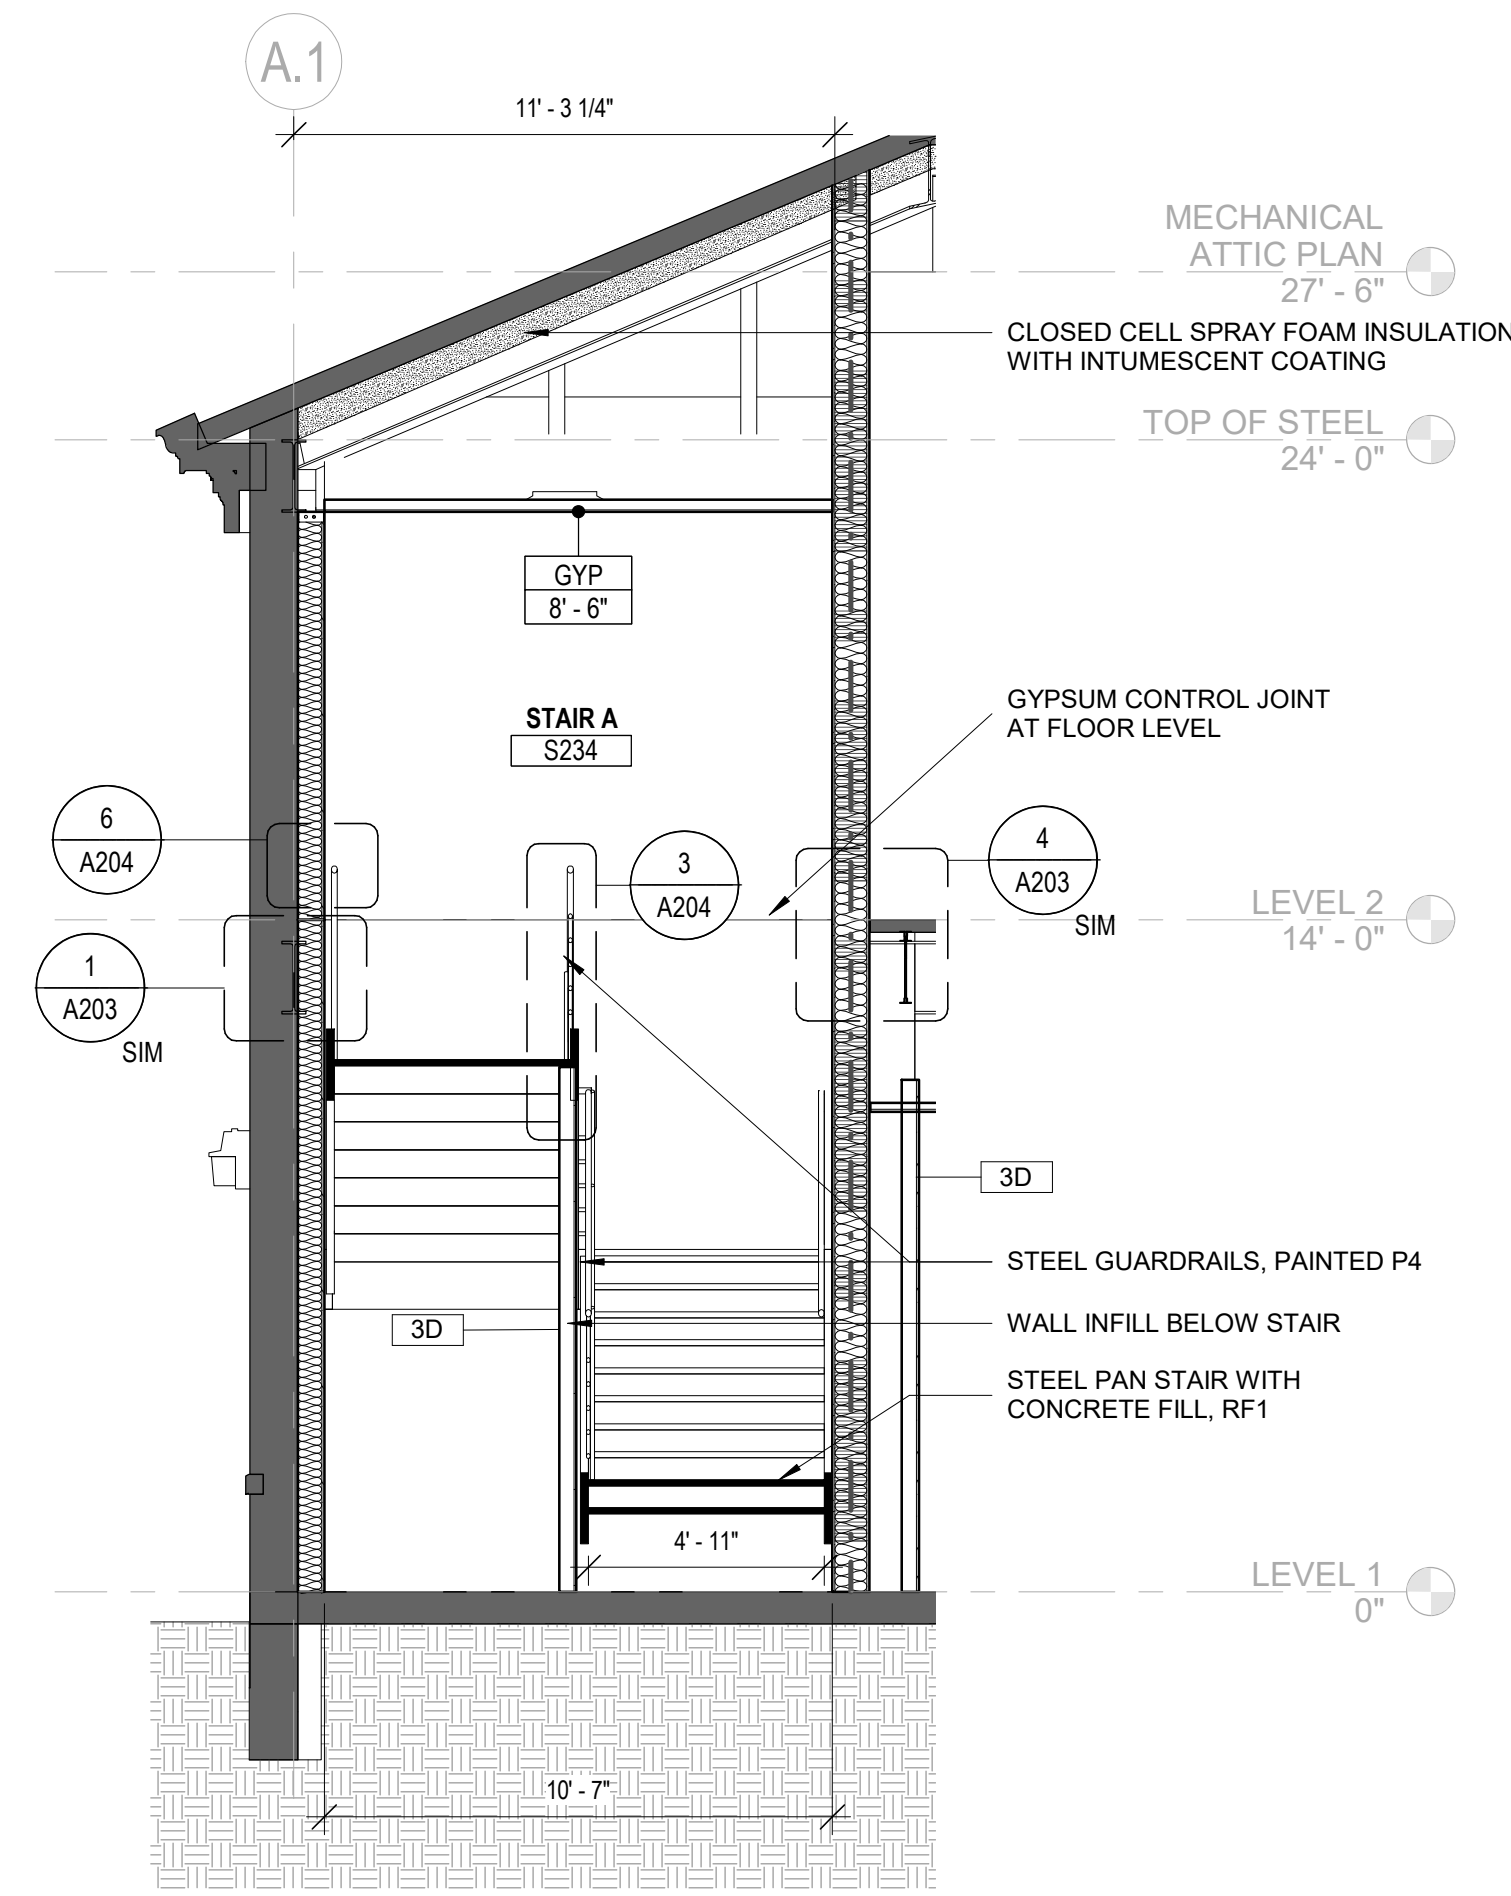 A.1
11' - 3 1/4"
MECHANICAL
ATTIC PLAN
27' - 6"
CLOSED CELL SPRAY FOAM INSULATION
WITH INTUMESCENT COATING
TOP OF STEEL
24' - 0"
GYP
8' - 6"
GYPSUM CONTROL JOINT
AT FLOOR LEVEL
STAIR A
S234
6
A204
3
A204
4
A203
SIM
LEVEL 2
14' - 0"
1
A203
SIM
3D
STEEL GUARDRAILS, PAINTED P4
WALL INFILL BELOW STAIR
3D
STEEL PAN STAIR WITH
CONCRETE FILL, RF1
4' - 11"
LEVEL 1
0"
10' - 7"